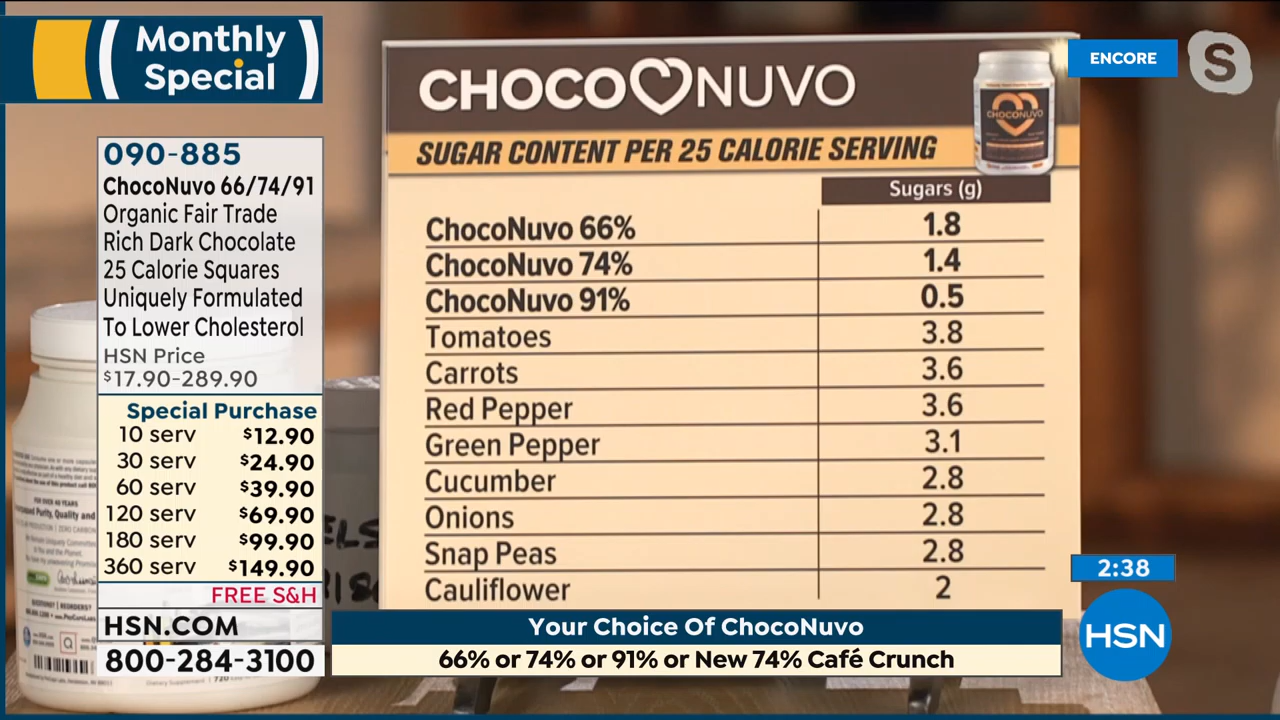 Monthly
Special
090-885
ChocoNuvo 66/74/91
Organic Fair Trade
Rich Dark Chocolate
25 Calorie Squares
Uniquely Formulated
To Lower Cholesterol
HSN Price
$17.90-289.90
Special Purchase
10 serv $12.90
30 serv $24.90
60 serv $39.90
120 serv $69.90
180 serv $99.90
360 serv $149.90
FREE S&H
HSN.COM
800-284-3100
CHOCONUVO
SUGAR CONTENT PER 25 CALORIE SERVING
CHOCONUVO
Sugars (g)
ChocoNuvo 66% 1.8
ChocoNuvo 74% 1.4
ChocoNuvo 91% 0.5
Tomatoes 3.8
Carrots 3.6
Red Pepper 3.6
Green Pepper 3.1
Cucumber 2.8
Onions 2.8
Snap Peas 2.8
Cauliflower 2
ENCORE
S
2:38
HSN
Your Choice Of ChocoNuvo
66% or 74% or 91% or New 74% Café Crunch